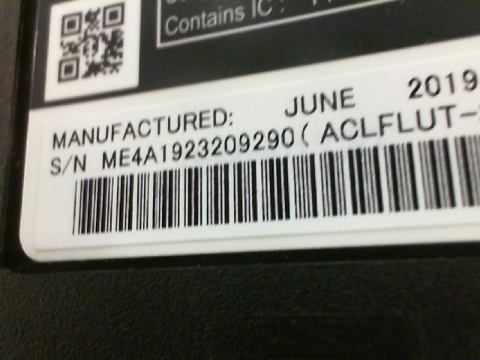 Contains IC :
MANUFACTURED: JUNE 2019
S/N ME4A1923209290( ACLFLUT-